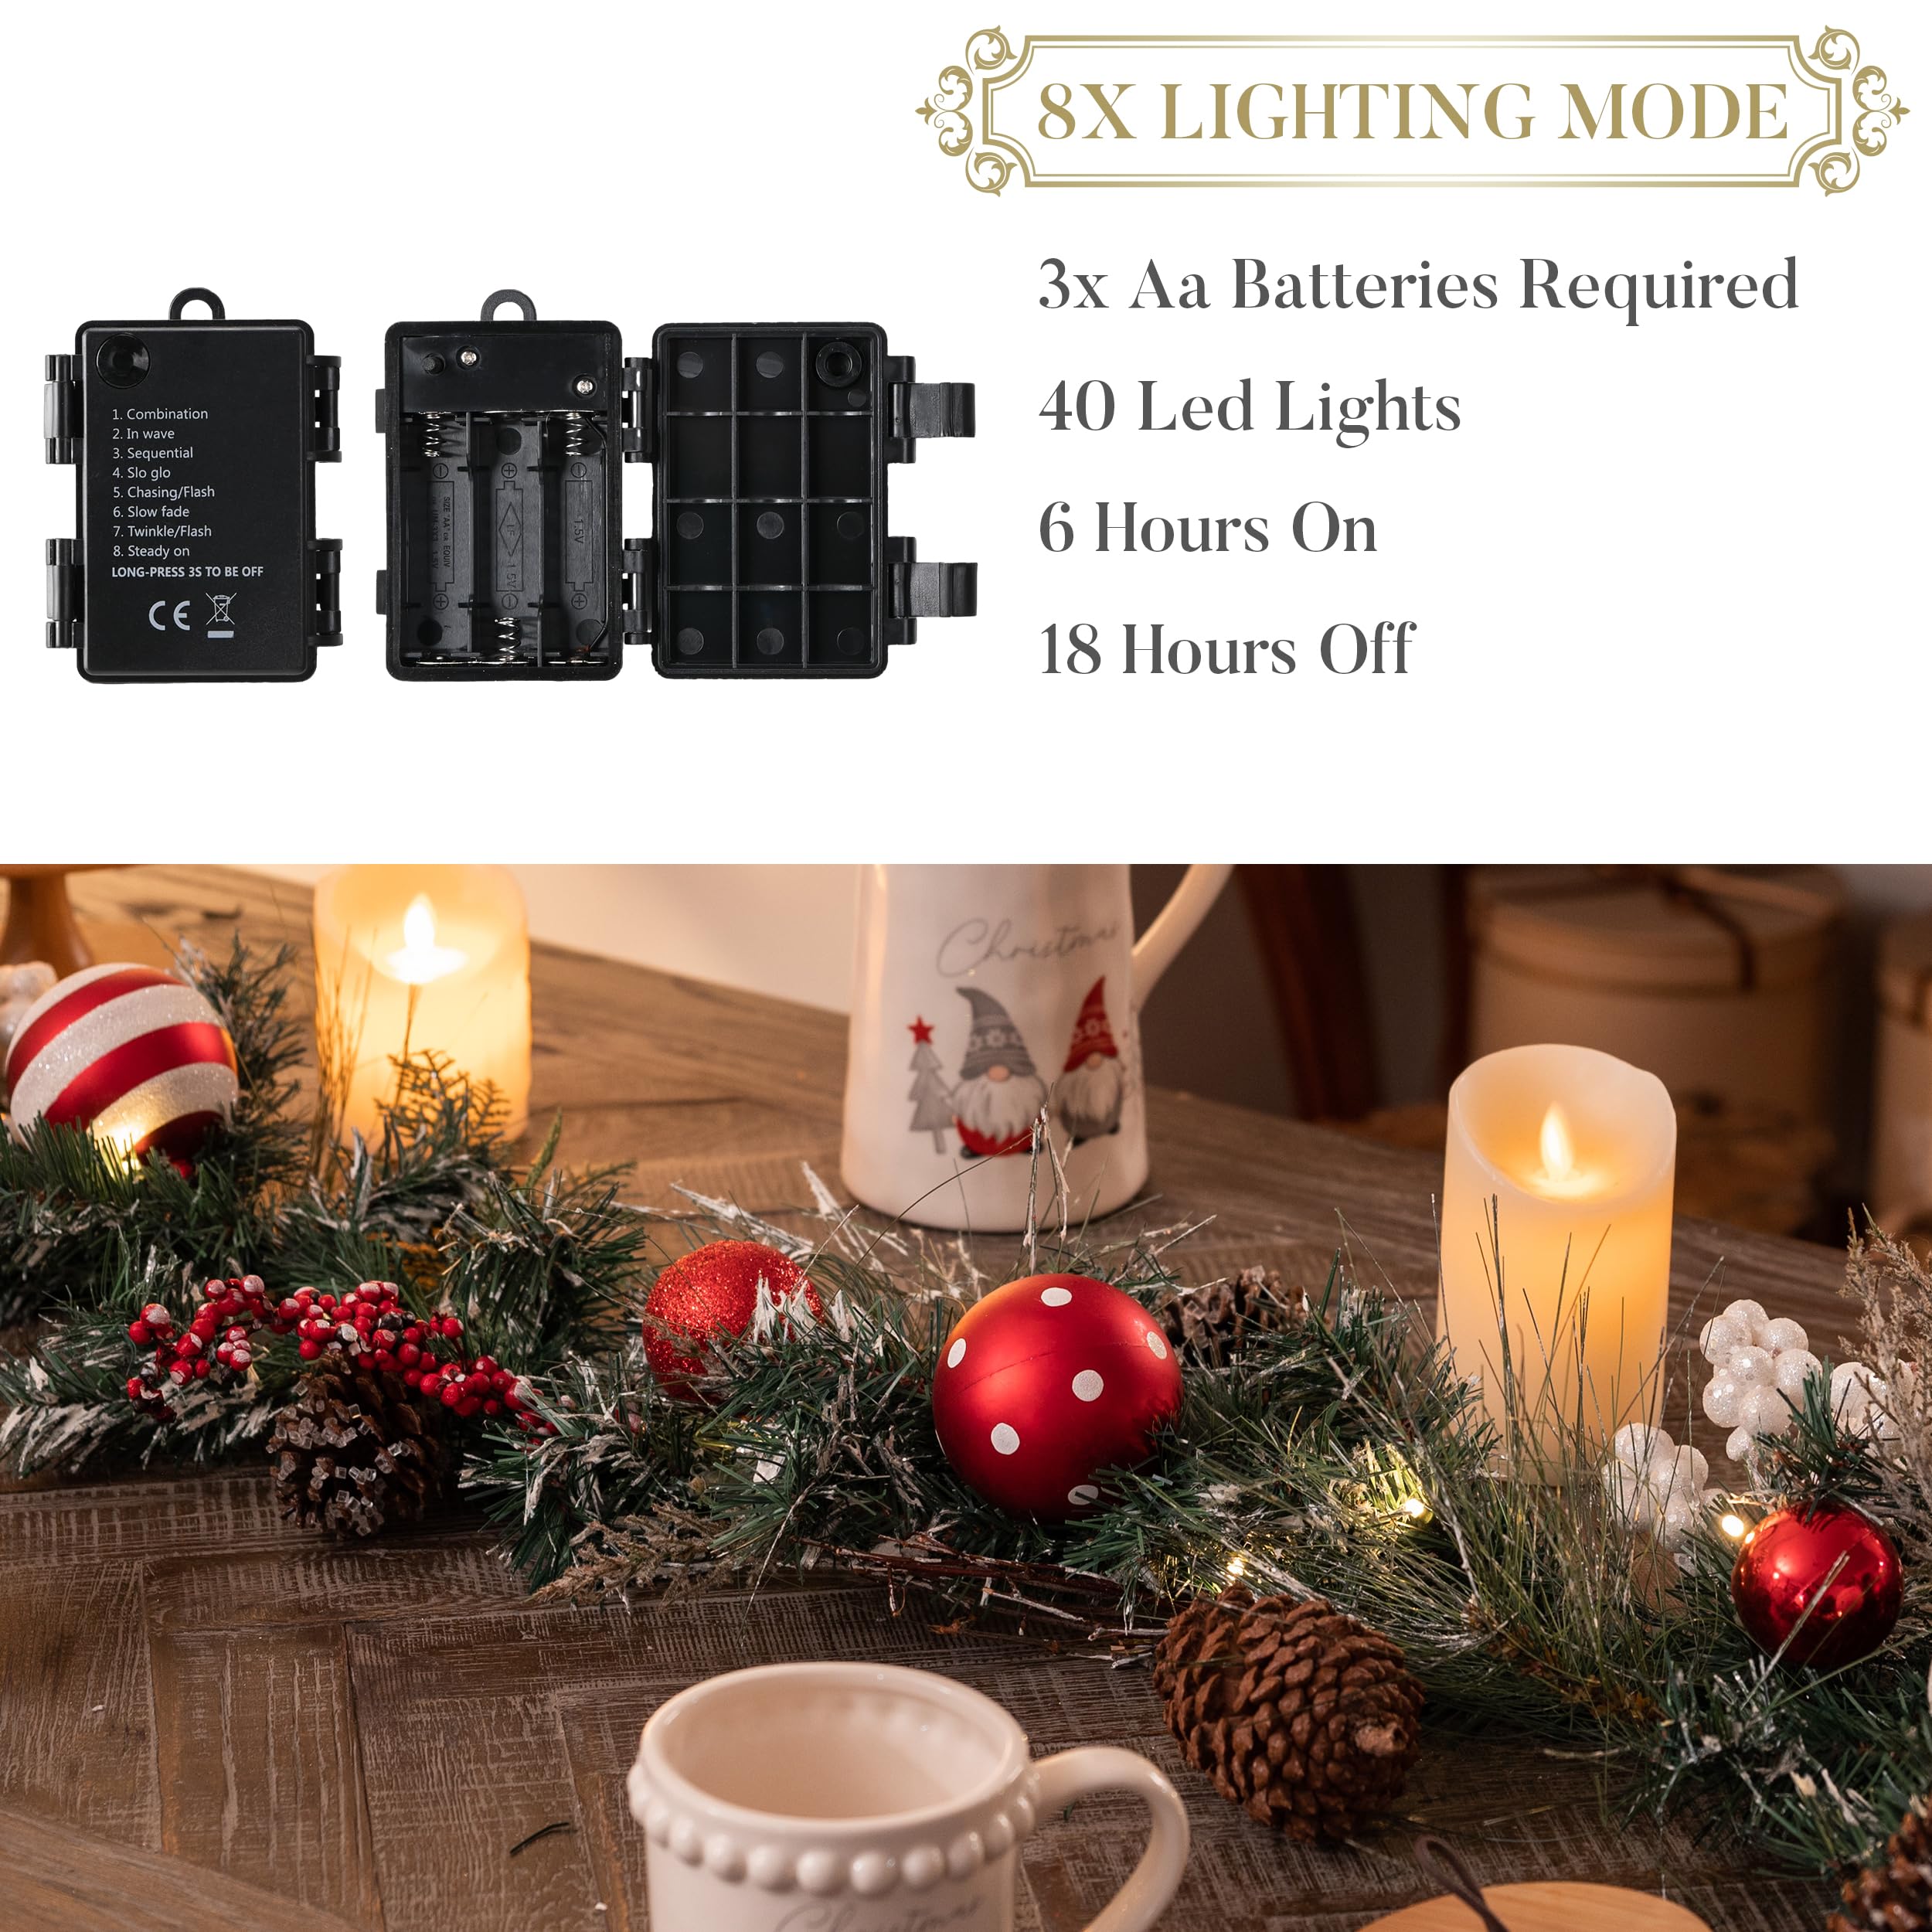 8X LIGHTING MODE
3x Aa Batteries Required
40 Led Lights
6 Hours On
18 Hours Off
1. Combination
2. In wave
3. Sequential
4. Slo glo
5. Chasing/Flash
6. Slow fade
7. Twinkle/Flash
8. Steady on
LONG-PRESS 3S TO BE OFF
CE
1.5V
1.5V
Christmas
Christmas